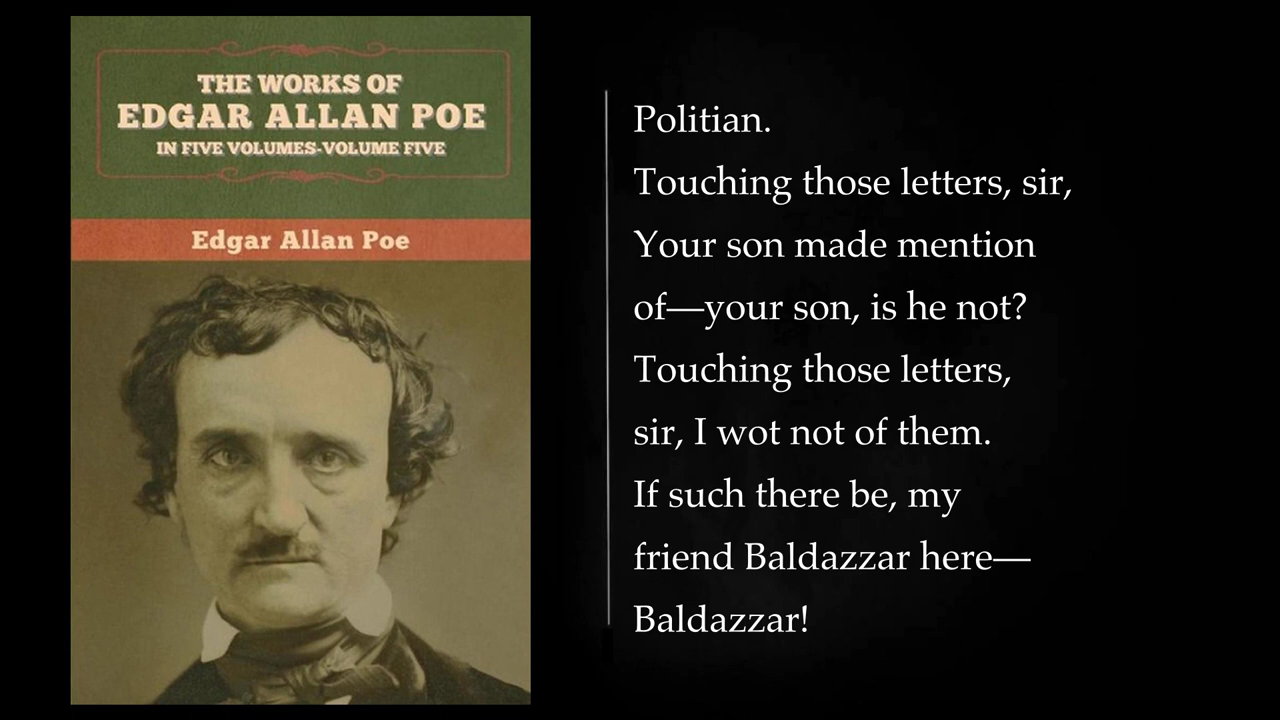 THE WORKS OF
EDGAR ALLAN POE
IN FIVE VOLUMES-VOLUME FIVE
Edgar Allan Poe
Politian.
Touching those letters, sir,
Your son made mention
of—your son, is he not?
Touching those letters,
sir, I wot not of them.
If such there be, my
friend Baldazzar here—
Baldazzar!